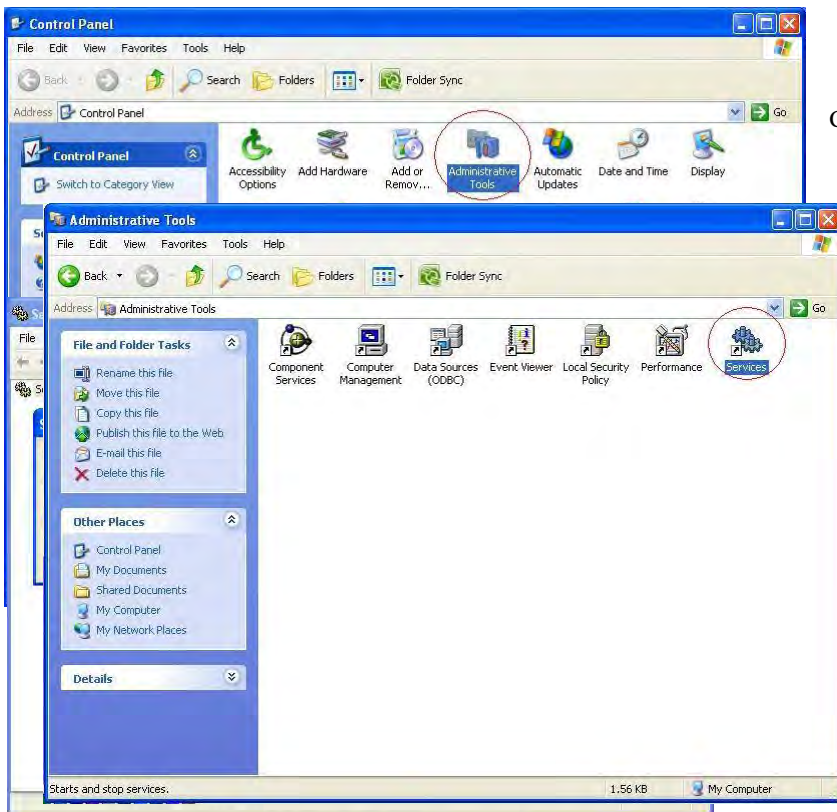 Control Panel
File Edit View Favorites Tools Help
Back Search Folders Folder Sync
Address Control Panel Go
Control Panel
Switch to Category View
Accessibility Options
Add Hardware
Add or Remov...
Administrative Tools
Automatic Updates
Date and Time
Display
Administrative Tools
File Edit View Favorites Tools Help
Back Search Folders Folder Sync
Address Administrative Tools Go
File
File and Folder Tasks
Rename this file
Move this file
Copy this file
Publish this file to the Web
E-mail this file
Delete this file
Component Services
Computer Management
Data Sources (ODBC)
Event Viewer
Local Security Policy
Performance
Services
Other Places
Control Panel
My Documents
Shared Documents
My Computer
My Network Places
Details
Starts and stop services. 1.56 KB My Computer